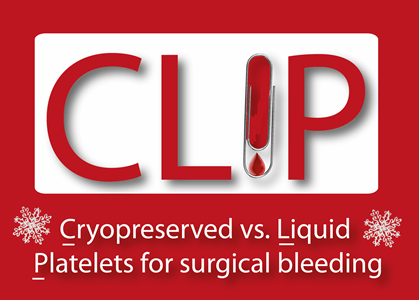 CLIP
Cryopreserved vs. Liquid
Platelets for surgical bleeding